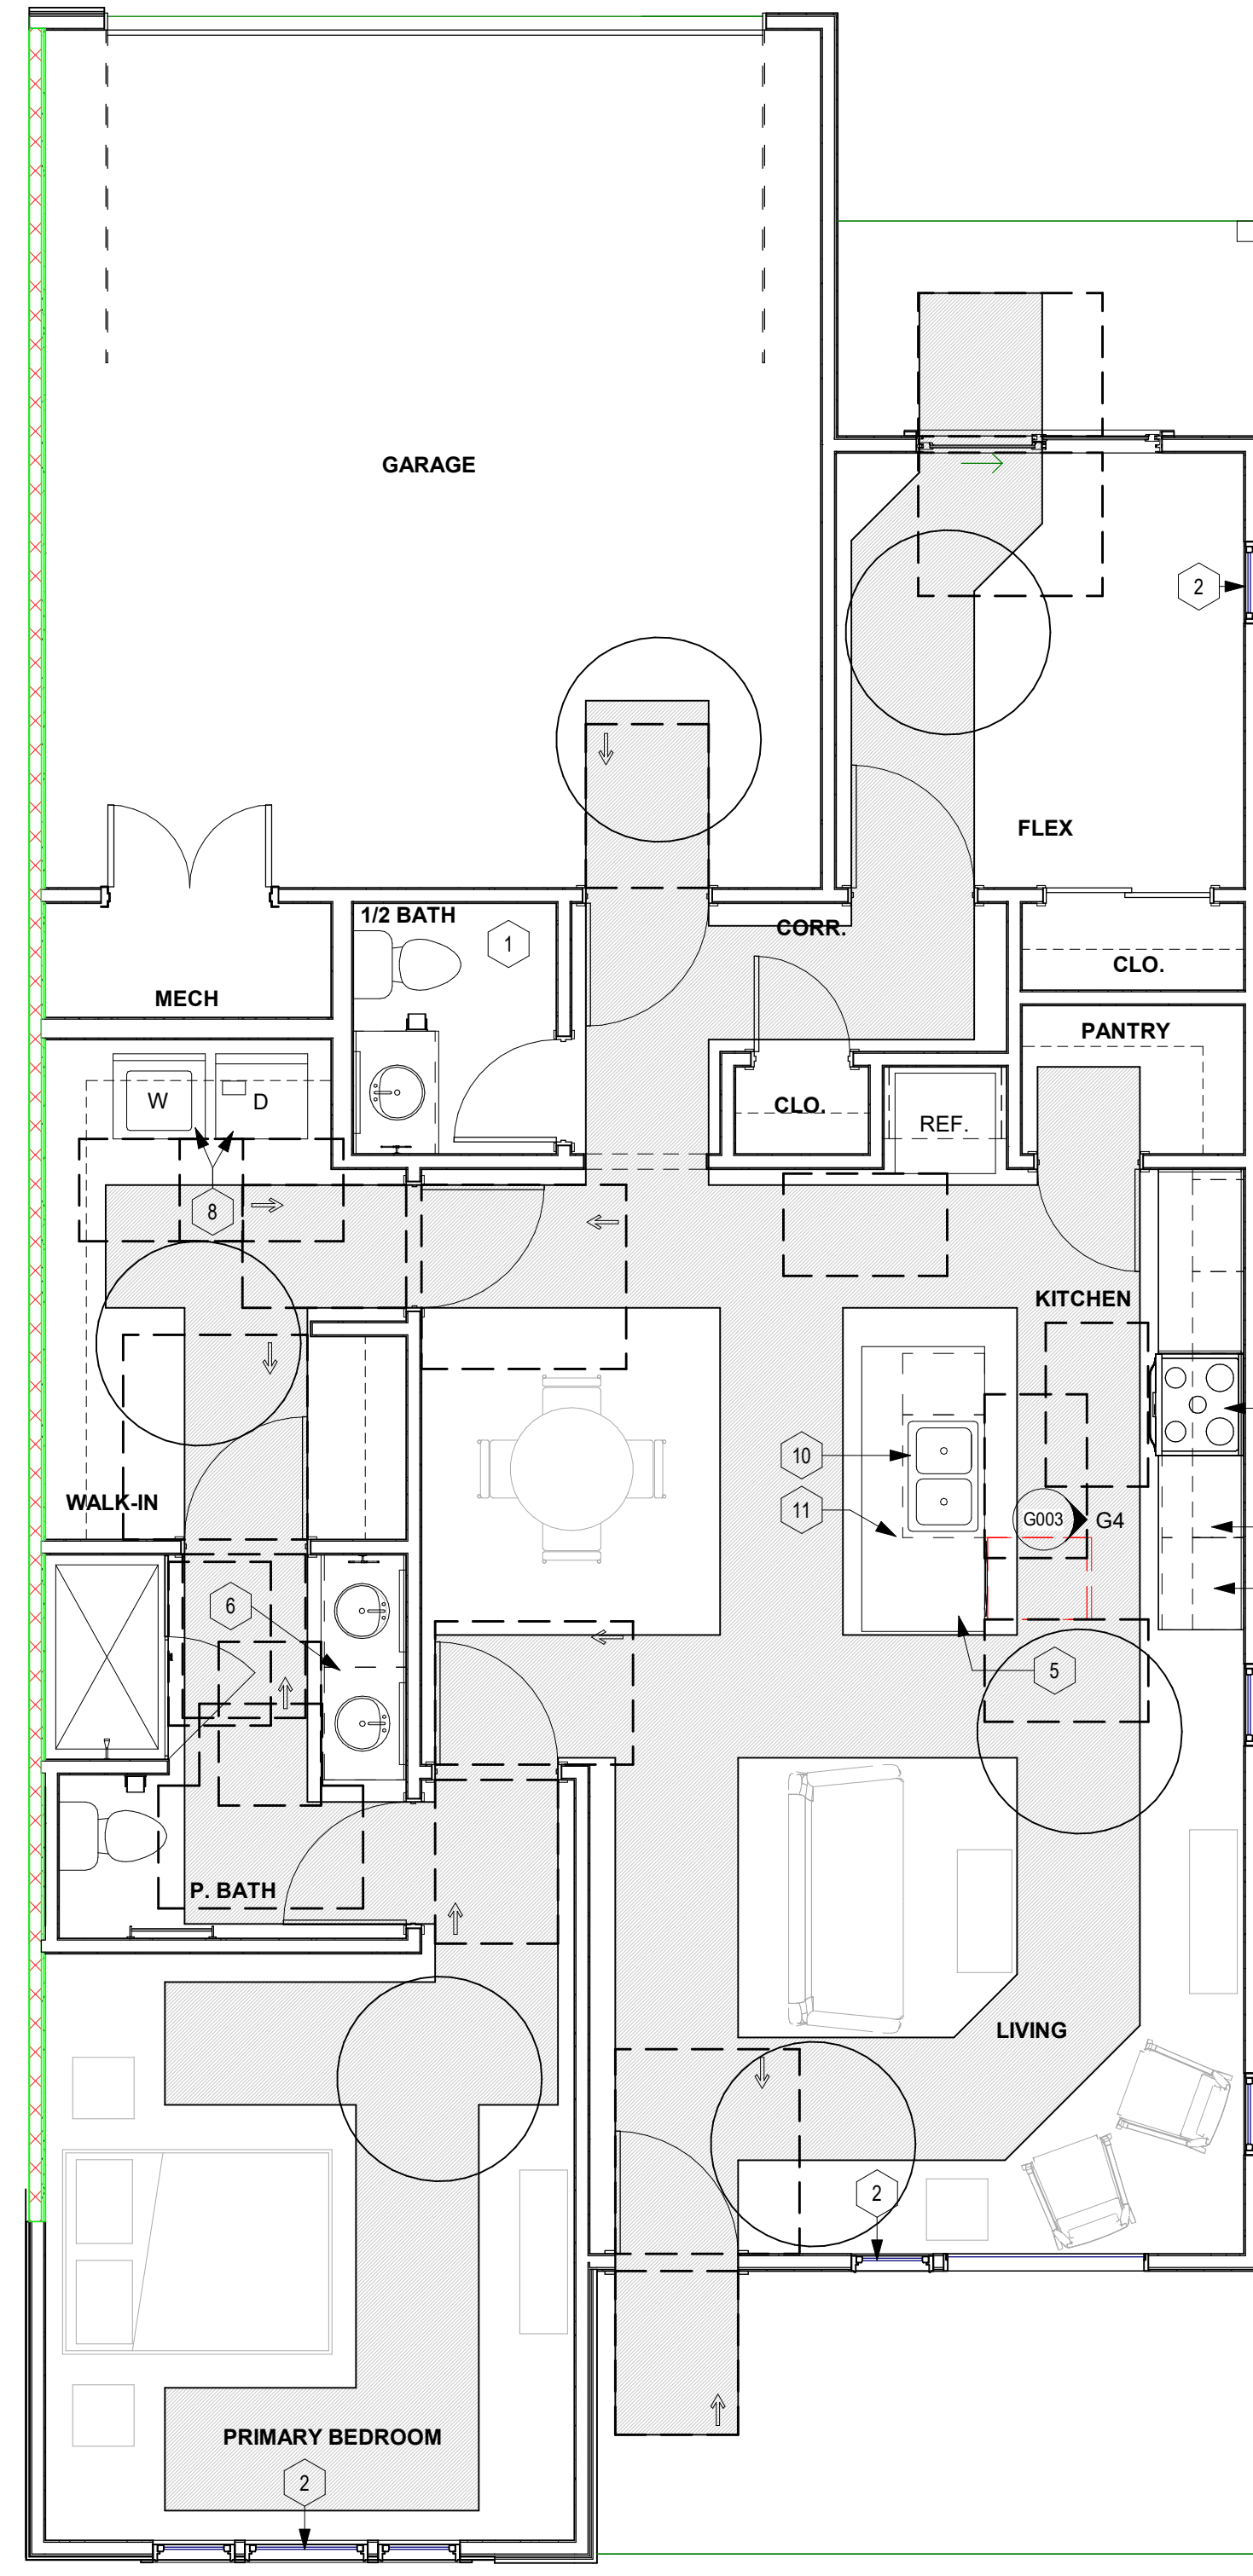 GARAGE
2
FLEX
1/2 BATH
1
CORR.
CLO.
MECH
PANTRY
W
D
CLO.
REF.
8
KITCHEN
10
WALK-IN
11
G003
G4
6
5
P. BATH
LIVING
2
PRIMARY BEDROOM
2